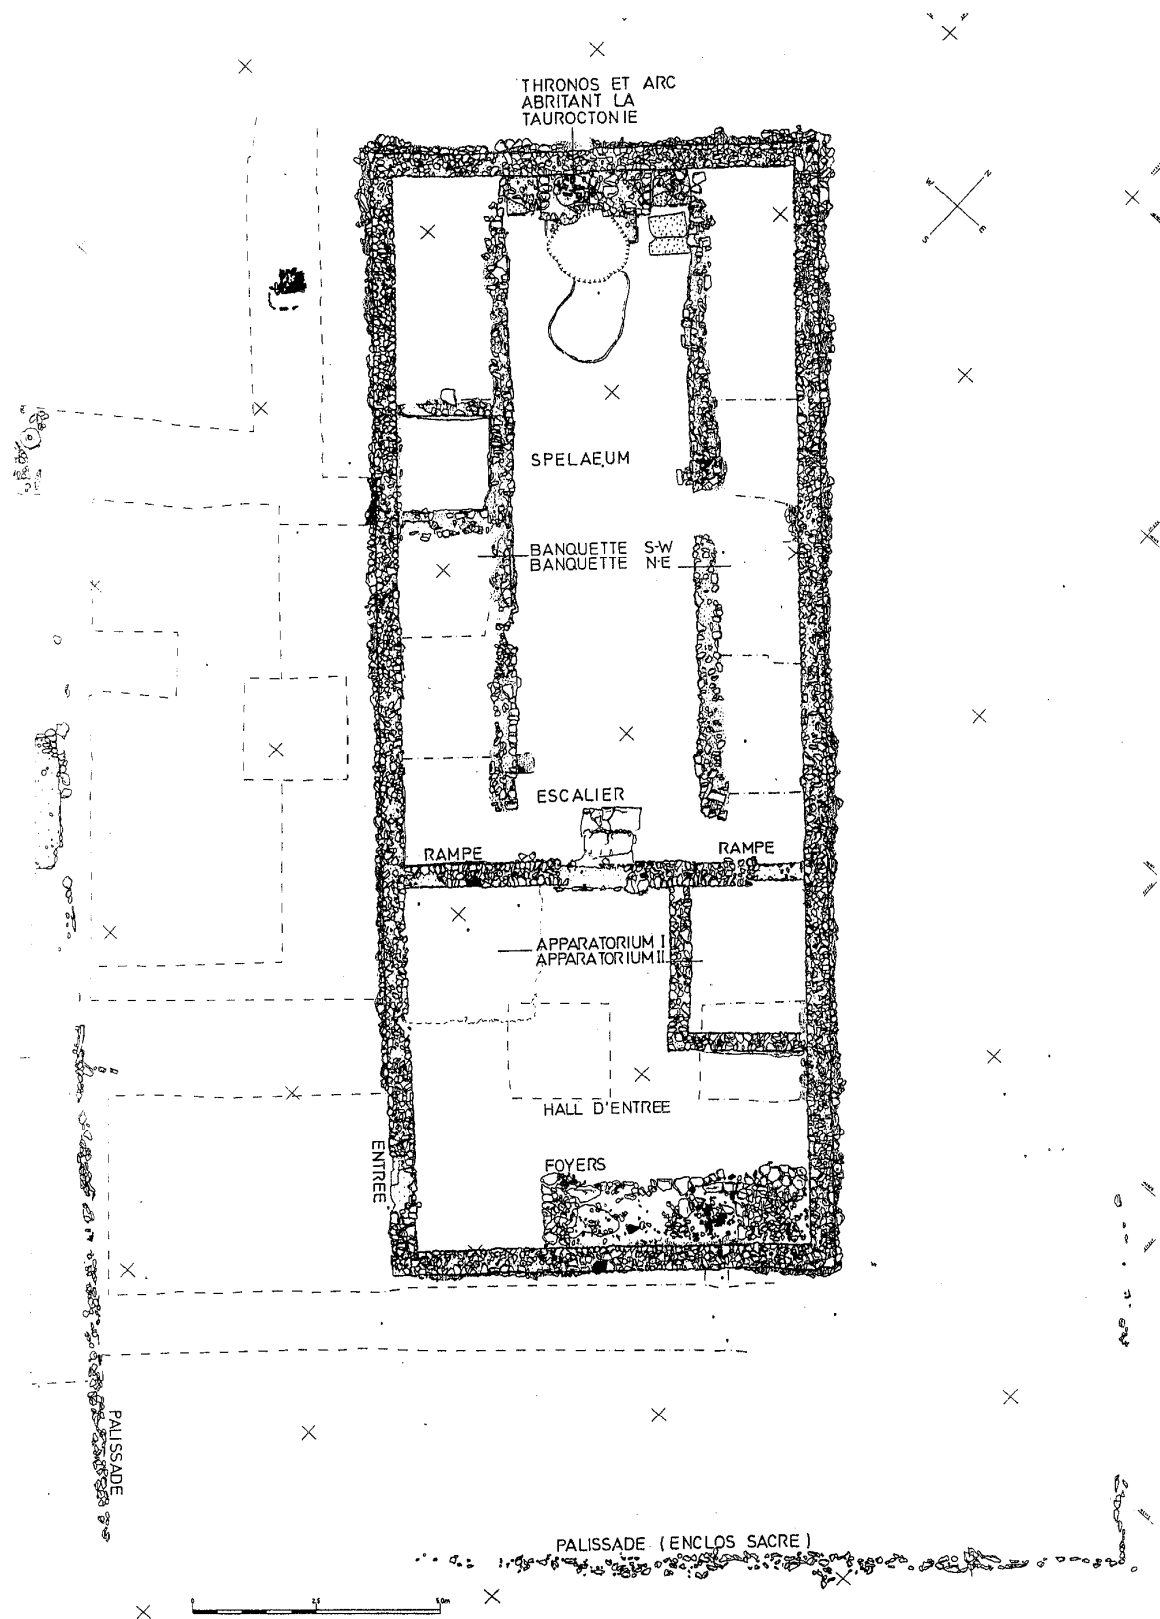 THRONOS ET ARC
ABRITANT LA
TAUROCTONIE
N
W
E
S
SPELAEUM
BANQUETTE S-W
BANQUETTE N-E
ESCALIER
RAMPE
RAMPE
APPARATORIUM I
APPARATORIUM II
HALL D'ENTREE
ENTREE
FOYERS
PALISSADE
PALISSADE (ENCLOS SACRE)
0 2,5 5,0m